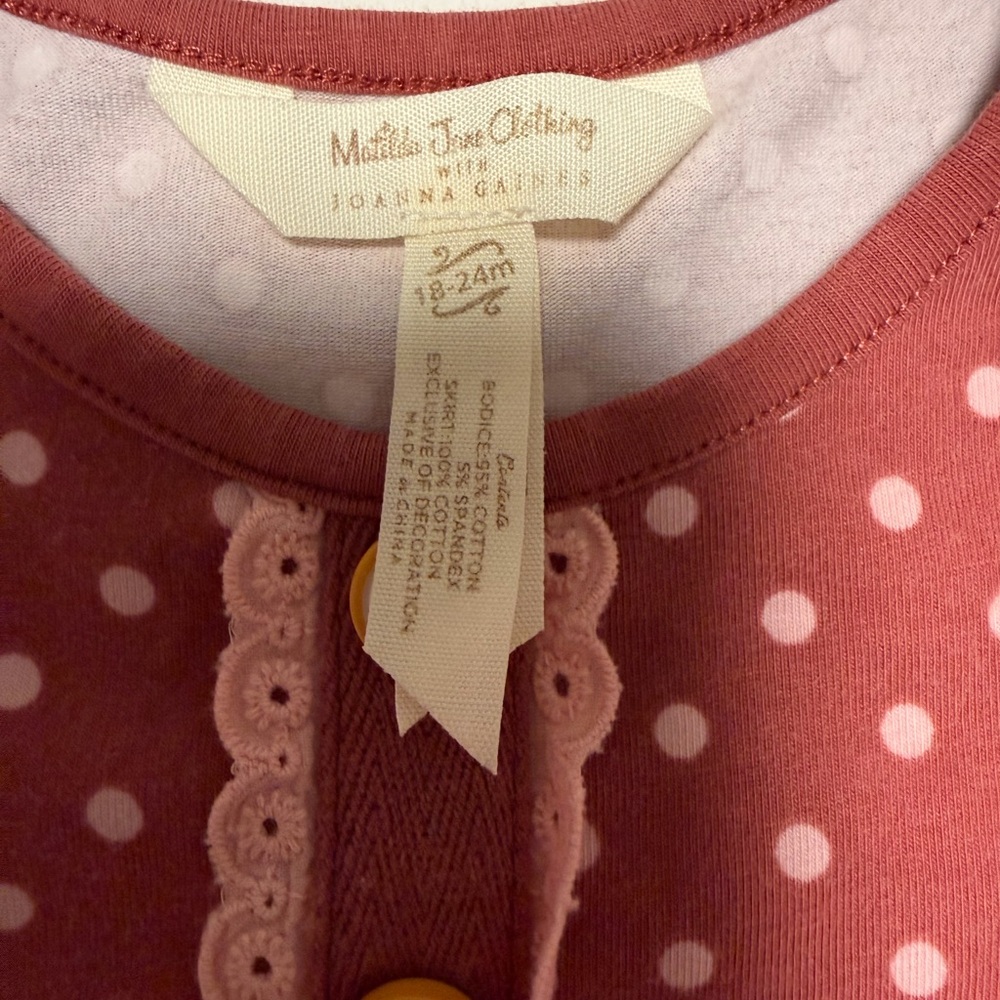 Matilda Jane Clothing
with
JOANNA GAINES
18-24m
Contents
BODICE: 95% COTTON
5% SPANDEX
SKIRT: 100% COTTON
EXCLUSIVE OF DECORATION
MADE in CHINA